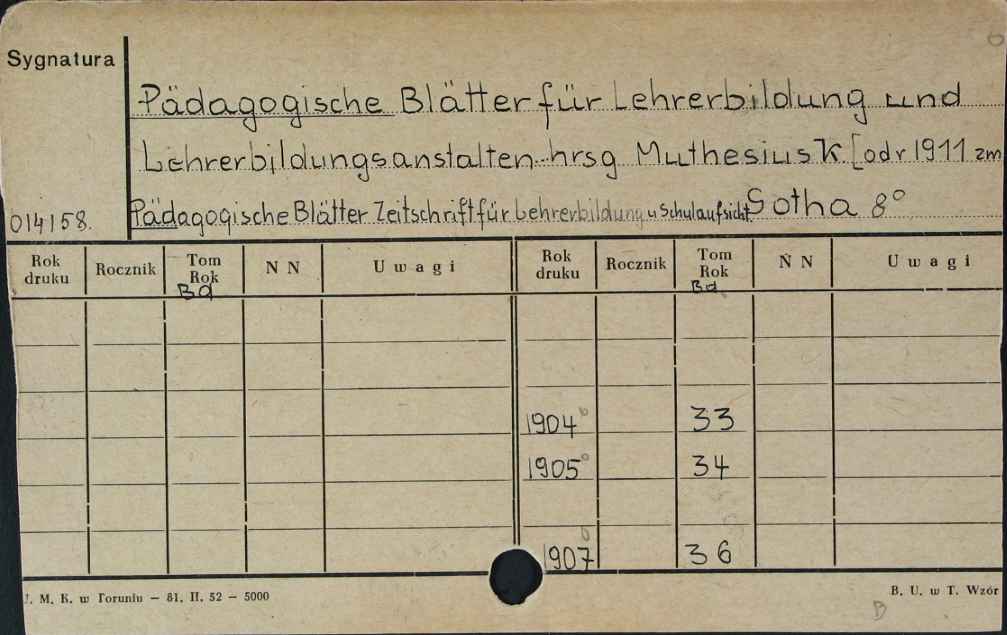 Sygnatura
Pädagogische Blätter für Lehrerbildung und
Lehrerbildungsanstalten hrsg Muthesius K [od r 1911 zm
014158. Pädagogische Blätter Zeitschrift für Lehrerbildung u Schulaufsicht Gotha 8°
Rok druku Rocznik Tom Rok Bd N N Uwagi Rok druku Rocznik Tom Rok Bd N N Uwagi
1904 33
1905 34
1907 36
J. M. K. w Toruniu — 81. II. 52 — 5000 B. U. w T. Wzór
B